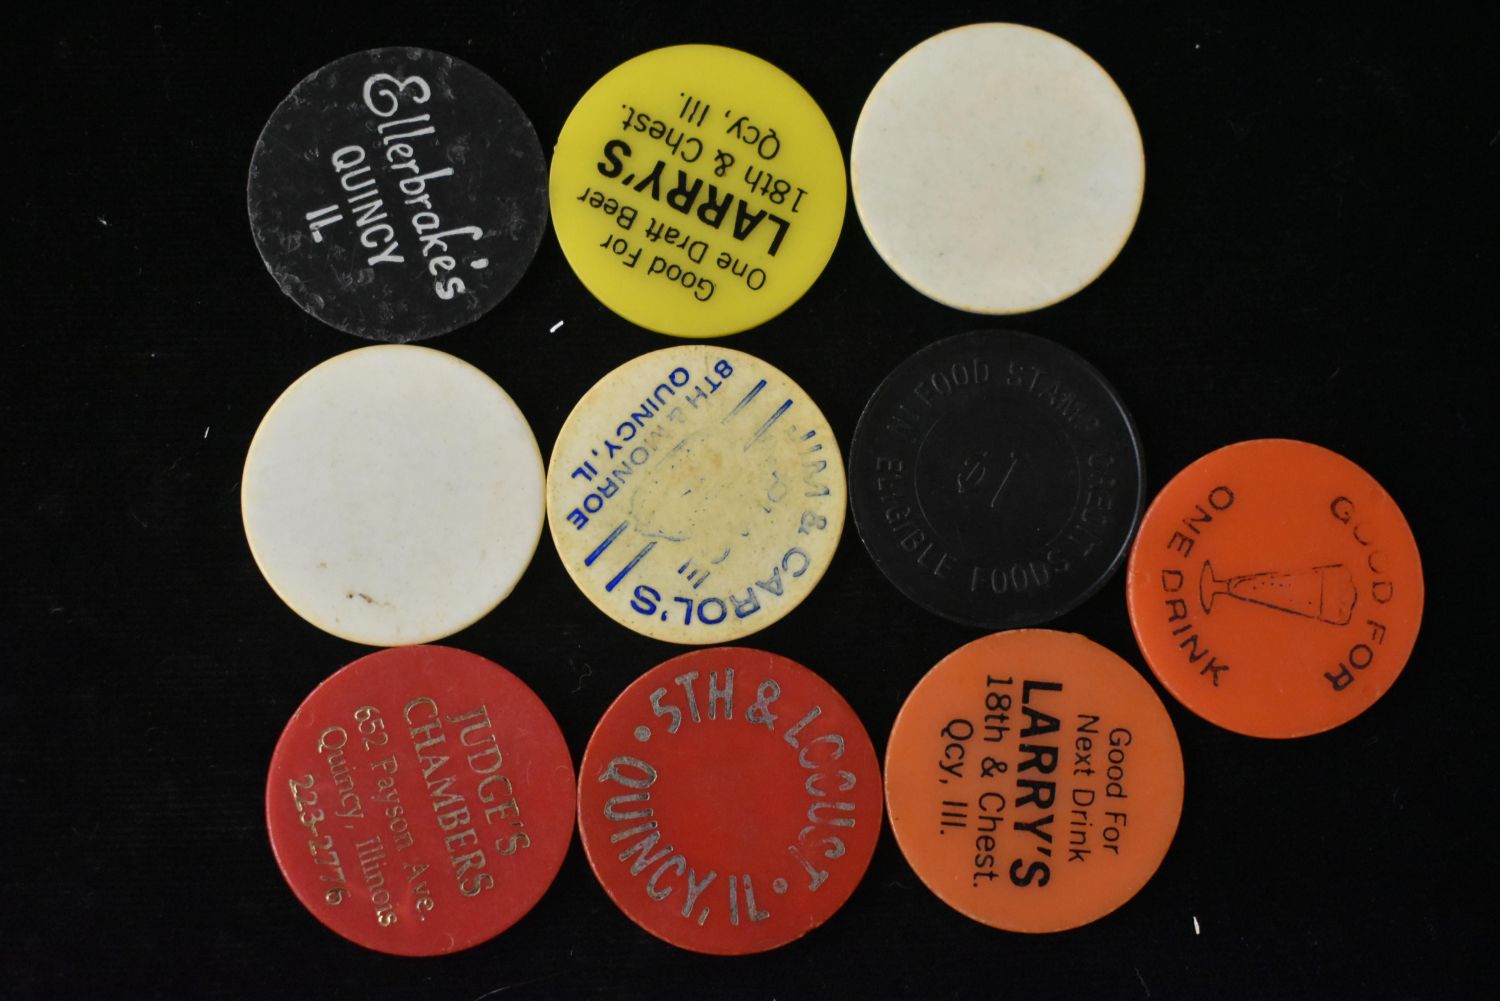 Ellerbrake's
QUINCY
IL.
Good For
One Draft Beer
LARRY'S
18th & Chest.
Qcy, Ill.
JIM & CAROL'S
8TH & MONROE
QUINCY, IL
IN FOOD STAMP CREDITS
ELIGIBLE FOODS
GOOD FOR
ONE DRINK
JUDGE'S
CHAMBERS
652 Payson Ave.
Quincy, Illinois
223-2776
5TH & LOCUST
QUINCY, IL
Good For
Next Drink
LARRY'S
18th & Chest.
Qcy, Ill.